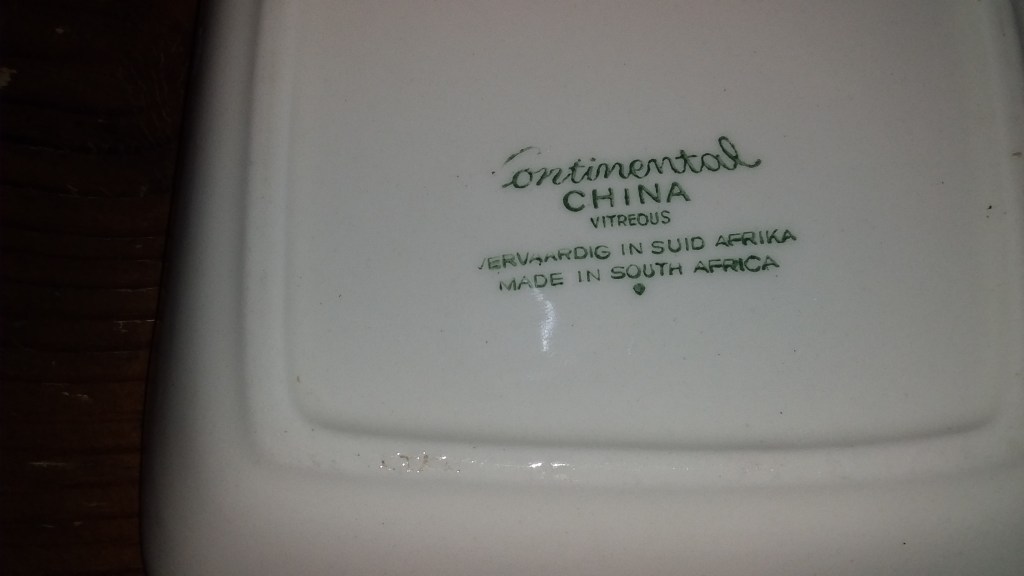 Continental
CHINA
VITREOUS
VERVAARDIG IN SUID AFRIKA
MADE IN SOUTH AFRICA